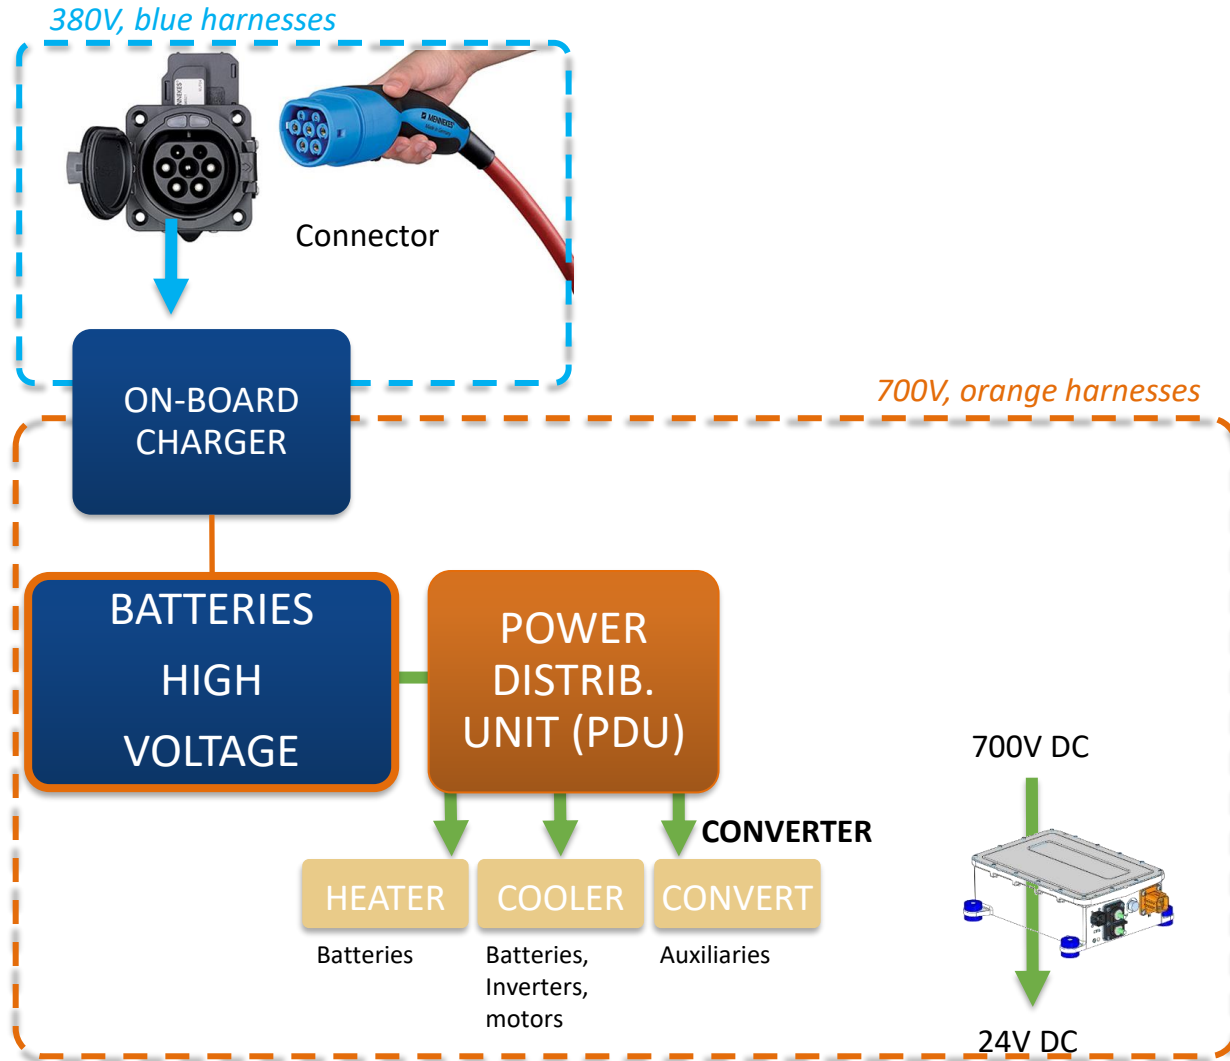 380V, blue harnesses
MENNEKES
Connector
ON-BOARD
CHARGER
700V, orange harnesses
BATTERIES
HIGH
VOLTAGE
POWER
DISTRIB.
UNIT (PDU)
700V DC
CONVERTER
HEATER
COOLER
CONVERT
Batteries
Batteries,
Inverters,
motors
Auxiliaries
24V DC